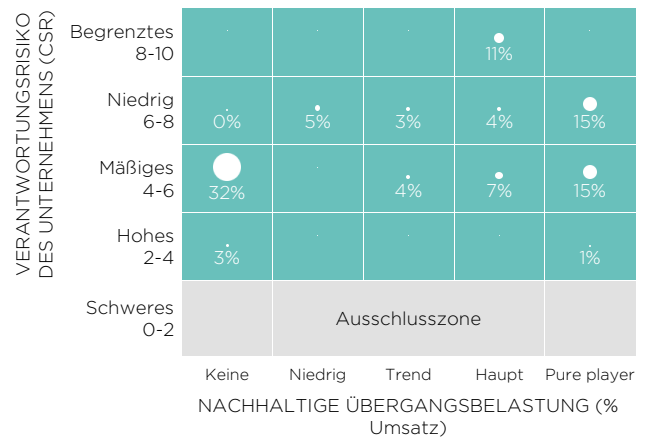 VERANTWORTUNGSRISIKO
DES UNTERNEHMENS (CSR)
Begrenztes
8-10
11%
Niedrig
6-8
0%
5%
3%
4%
15%
Mäßiges
4-6
32%
4%
7%
15%
Hohes
2-4
3%
1%
Schweres
0-2
Ausschlusszone
Keine
Niedrig
Trend
Haupt
Pure player
NACHHALTIGE ÜBERGANGSBELASTUNG (%
Umsatz)